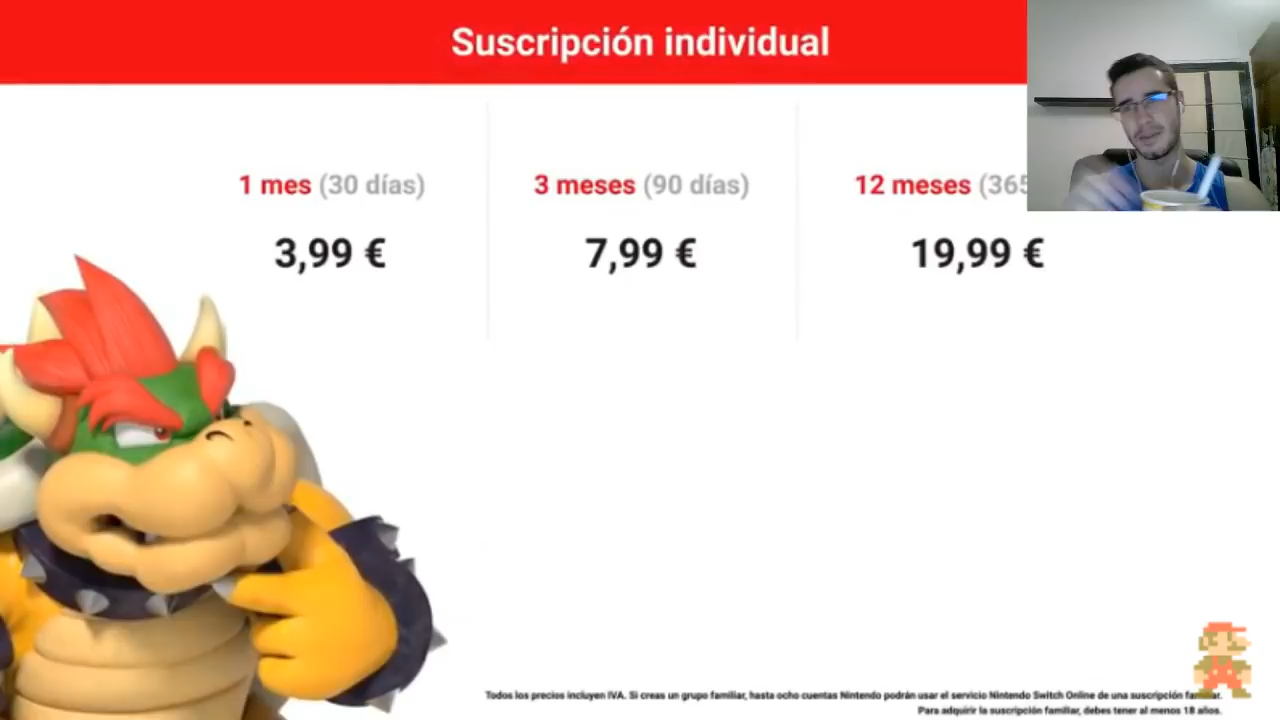 Suscripción individual
1 mes (30 días)
3 meses (90 días)
12 meses (365
3,99 €
7,99 €
19,99 €
Todos los precios incluyen IVA. Si creas un grupo familiar, hasta ocho cuentas Nintendo podrán usar el servicio Nintendo Switch Online de una suscripción familiar.
Para adquirir la suscripción familiar, debes tener al menos 18 años.